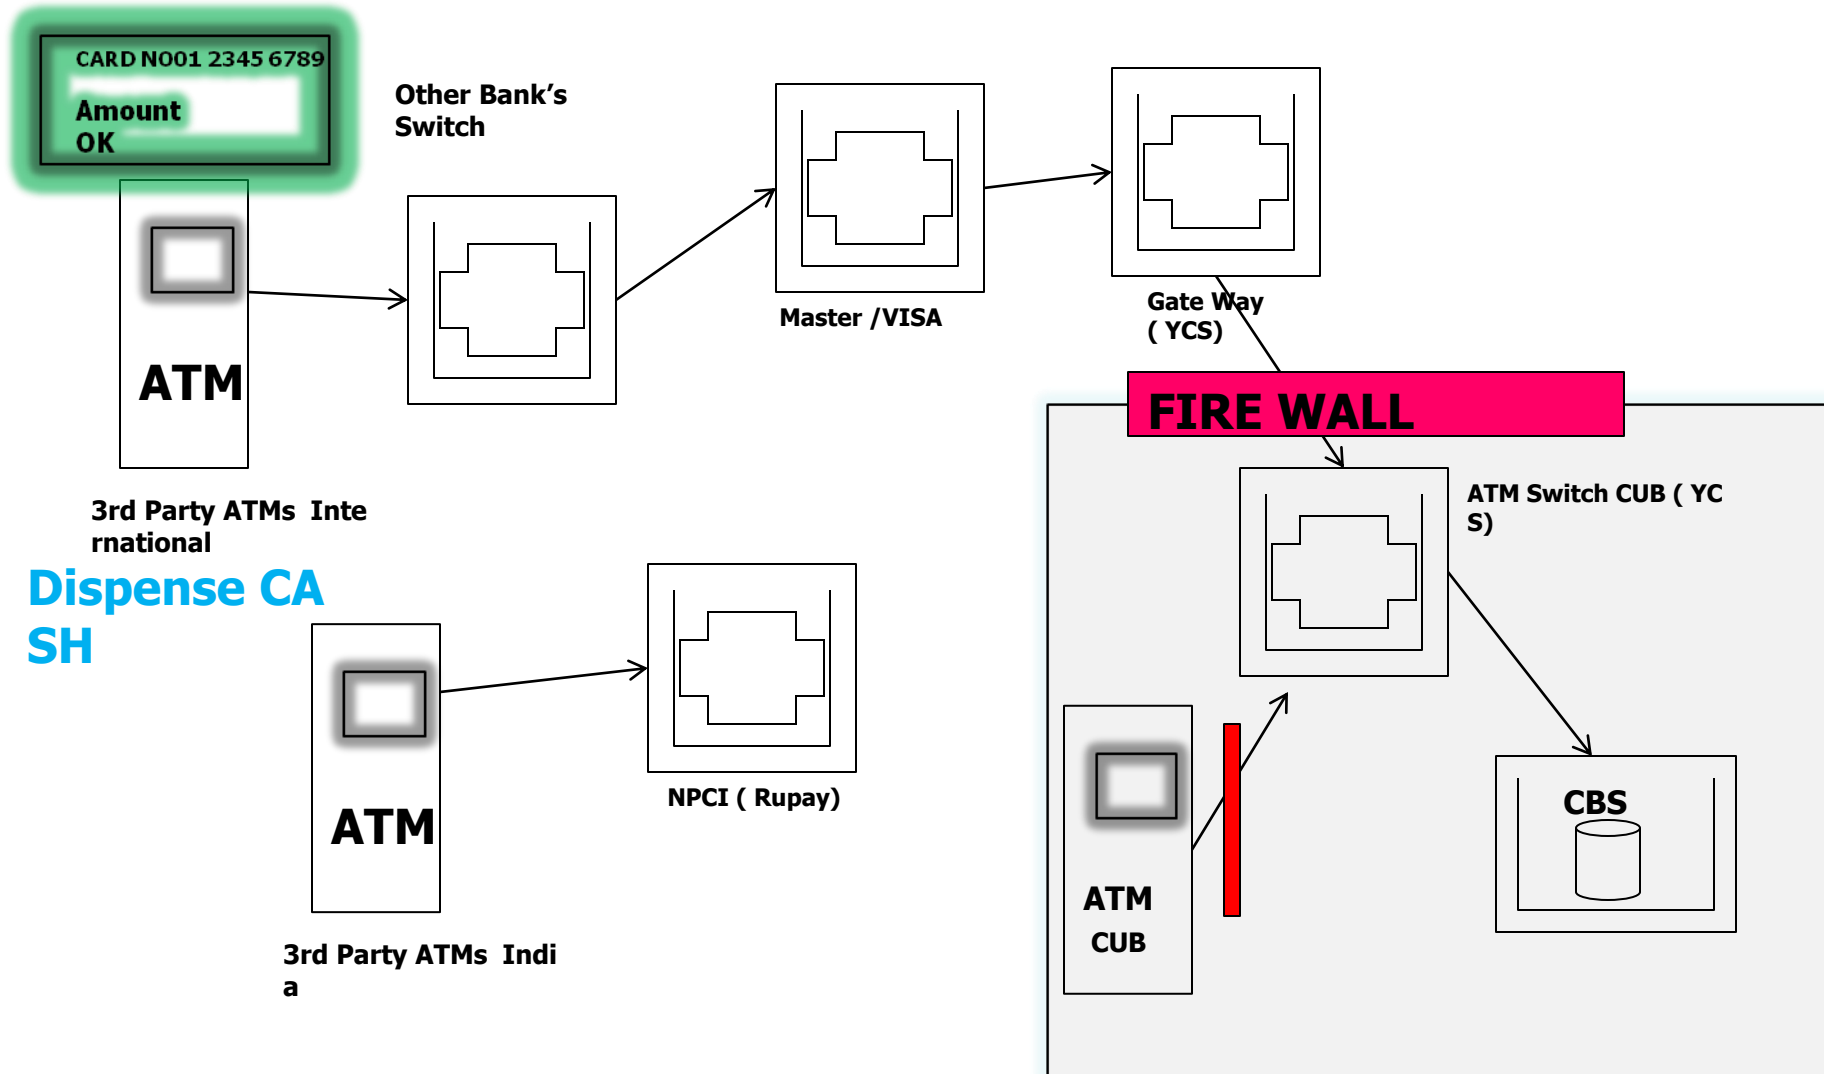 CARD NO01 2345 6789
Amount
OK
Other Bank’s
Switch
Master /VISA
Gate Way
( YCS)
FIRE WALL
ATM
3rd Party ATMs  Inte
rnational
Dispense CA
SH
ATM Switch CUB ( YC
S)
NPCI ( Rupay)
ATM
3rd Party ATMs  Indi
a
CBS
ATM
CUB